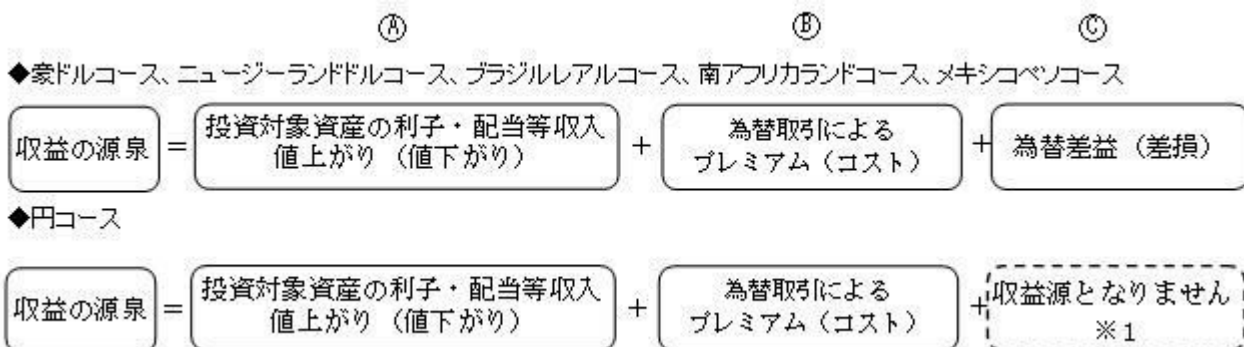 Ⓐ Ⓑ Ⓒ
◆豪ドルコース、ニュージーランドドルコース、ブラジルレアルコース、南アフリカランドコース、メキシコペソコース
収益の源泉 = 投資対象資産の利子・配当等収入 + 為替取引による + 為替差益（差損）
値上がり（値下がり） プレミアム（コスト）
◆円コース
収益の源泉 = 投資対象資産の利子・配当等収入 + 為替取引による + 収益源となりません
値上がり（値下がり） プレミアム（コスト） ※1